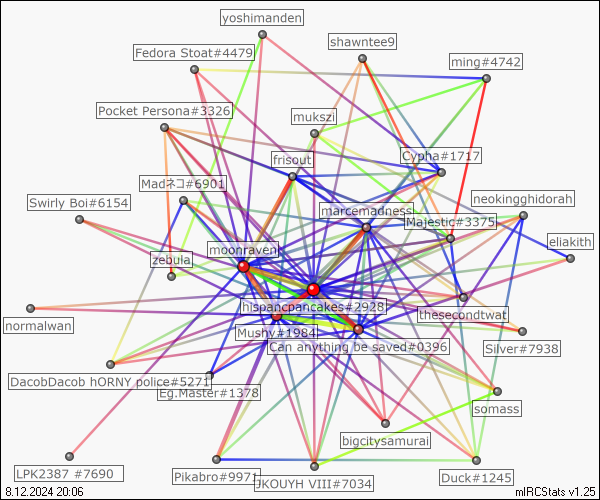 yoshimanden
shawntee9
Fedora Stoat#4479
ming#4742
Pocket Persona#3326
mukszi
frisout
Cypha#1717
Madネコ#6901
Swirly Boi#6154
marcemadness
neokingghidorah
Majestic#3375
moonraven
eliakith
zebula
hispancpancakes#2928
thesecondtwat
normalwan
Mushy#1984
Can anything be saved#0396
Silver#7938
DacobDacob hORNY police#5271
Eg.Master#1378
somass
bigcitysamurai
LPK2387 #7690
Pikabro#9971
JKOUYH VIII#7034
Duck#1245
8.12.2024 20:06
mIRCStats v1.25